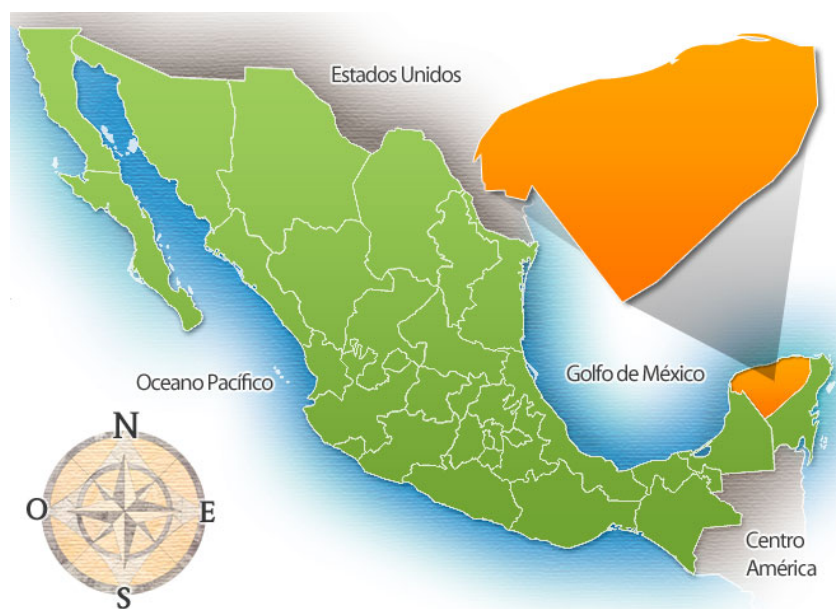 Estados Unidos
Oceano Pacífico
Golfo de México
N
O
E
S
Centro
América